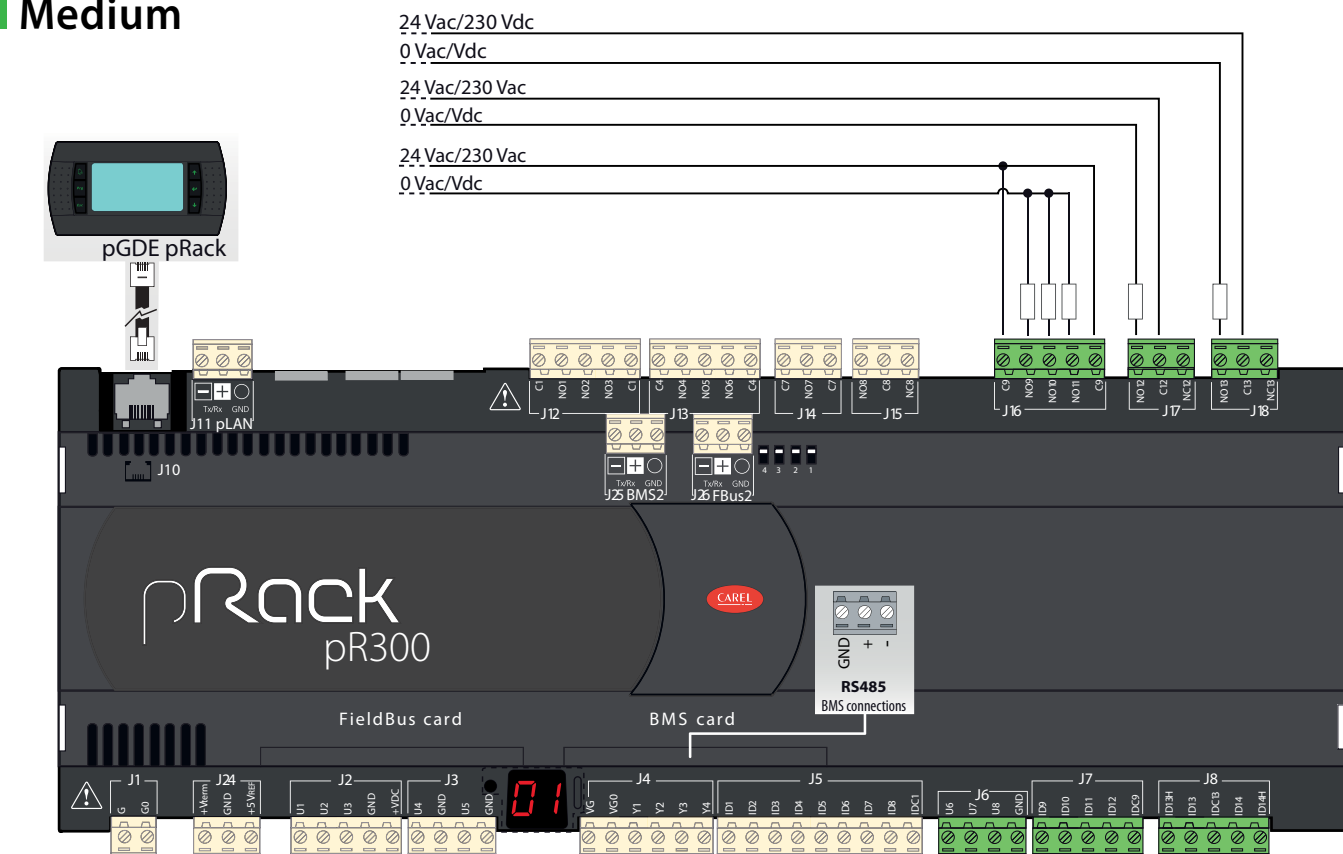 Medium
24 Vac/230 Vdc
0 Vac/Vdc
24 Vac/230 Vac
0 Vac/Vdc
24 Vac/230 Vac
0 Vac/Vdc
pGDE pRack
C1 NO1 NO2 NO3 C1
J12
C4 NO4 NO5 NO6 C4
J13
C7 NO7 C7
J14
NO8 C8 NC8
J15
C9 NO9 NO10 NO11 C9
J16
NO12 C12 NC12
J17
NO13 C13 NC13
J18
- +
Tx/Rx GND
J11 pLAN
J10
- +
Tx/Rx GND
J25 BMS2
- +
Tx/Rx GND
J26 FBus2
4 3 2 1
pRack
pR300
CAREL
GND + -
RS485
BMS connections
FieldBus card
BMS card
J1
G G0
J24
+Vterm GND +5VREF
J2
U1 U2 U3 GND +VDC
J3
U4 GND U5 GND
01
J4
VG VG0 Y1 Y2 Y3 Y4
J5
ID1 ID2 ID3 ID4 ID5 ID6 ID7 ID8 IDC1
J6
U6 U7 U8 GND
J7
ID9 ID10 ID11 ID12 IDC9
J8
ID13H ID13 IDC13 ID14 ID14H